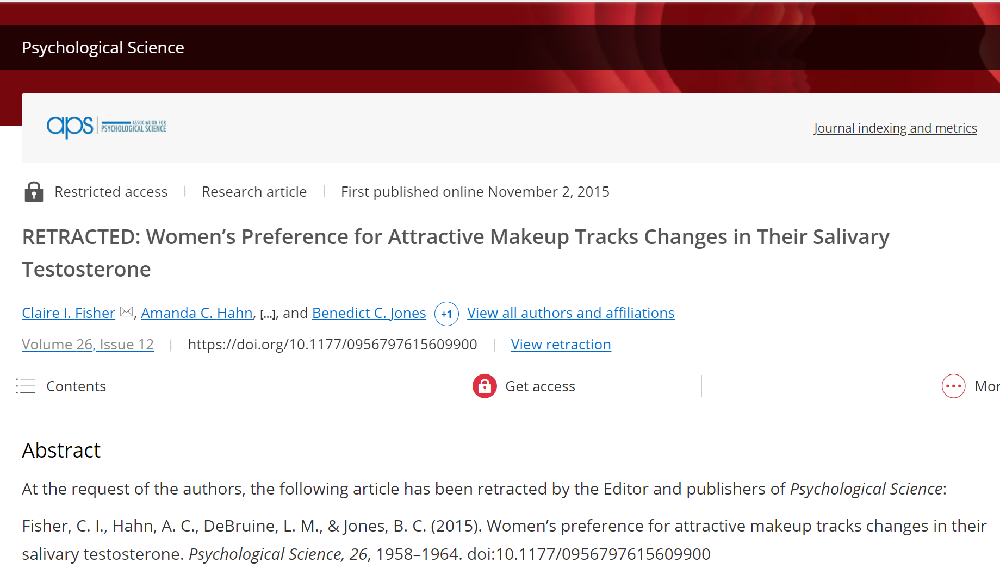 Psychological Science
aps ASSOCIATION FOR
PSYCHOLOGICAL SCIENCE
Journal indexing and metrics
Restricted access | Research article | First published online November 2, 2015
RETRACTED: Women’s Preference for Attractive Makeup Tracks Changes in Their Salivary
Testosterone
Claire I. Fisher, Amanda C. Hahn, [...], and Benedict C. Jones +1 View all authors and affiliations
Volume 26, Issue 12 | https://doi.org/10.1177/0956797615609900 | View retraction
Contents Get access Mor
Abstract
At the request of the authors, the following article has been retracted by the Editor and publishers of Psychological Science:
Fisher, C. I., Hahn, A. C., DeBruine, L. M., & Jones, B. C. (2015). Women’s preference for attractive makeup tracks changes in their
salivary testosterone. Psychological Science, 26, 1958–1964. doi:10.1177/0956797615609900